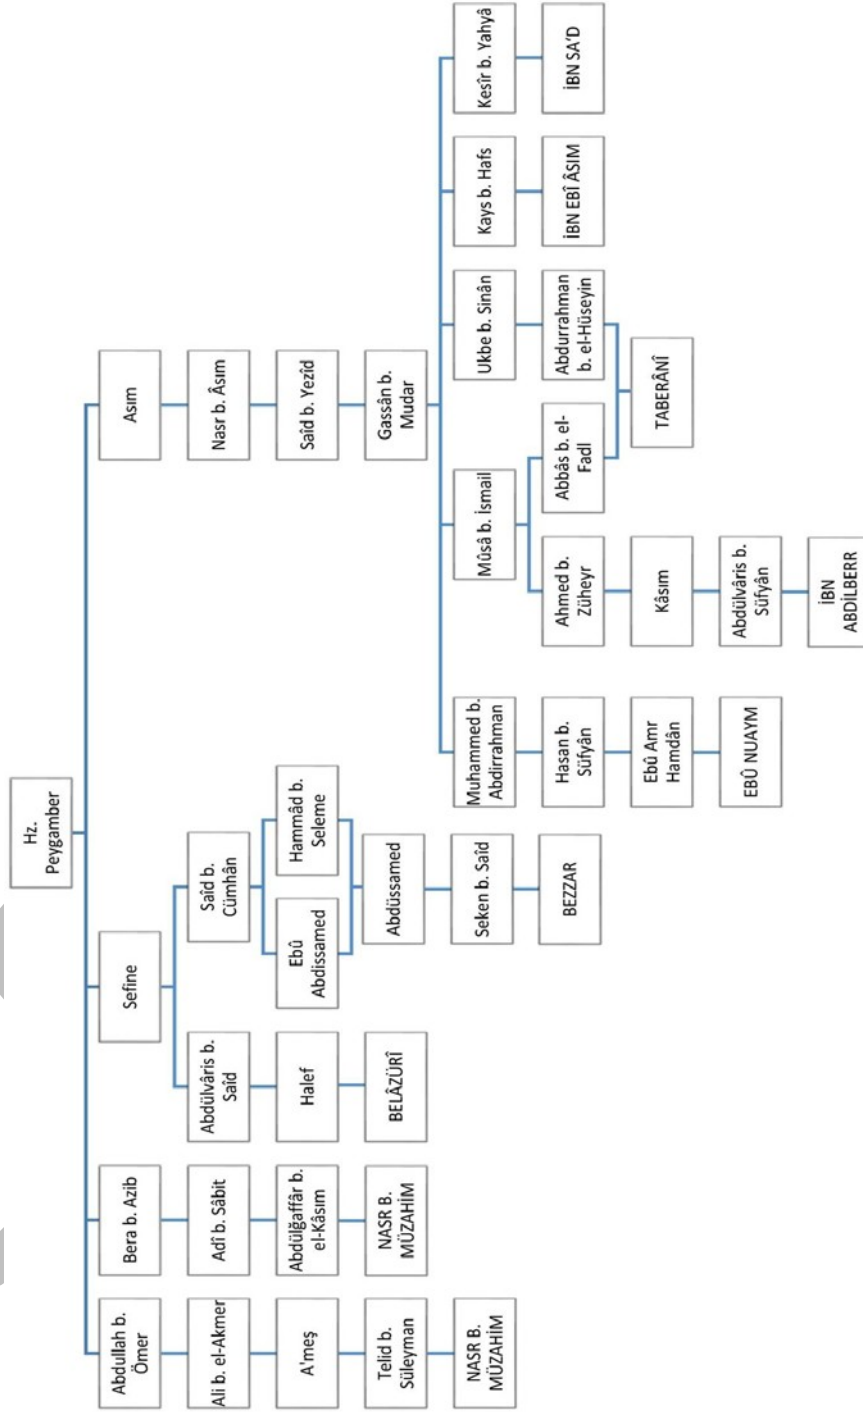 Hz.
Peygamber
Abdullah b.
Ömer
Ali b. el-Akmer
A'meş
Telid b.
Süleyman
NASR B.
MÜZAHİM
Bera b. Azib
Adî b. Sâbit
Abdülğaffâr b.
el-Kâsım
NASR B.
MÜZAHİM
Sefine
Abdülvâris b.
Saîd
Halef
BELÂZÜRÎ
Saîd b.
Cümhân
Ebû
Abdissamed
Hammâd b.
Seleme
Abdüssamed
Seken b. Saîd
BEZZAR
Asım
Nasr b. Âsım
Saîd b. Yezîd
Gassân b.
Mudar
Muhammed b.
Abdirrahman
Hasan b.
Süfyân
Ebû Amr
Hamdân
EBÛ NUAYM
Mûsâ b. İsmail
Ahmed b.
Züheyr
Kâsım
Abdülvâris b.
Süfyân
İBN
ABDİLBERR
Abbâs b. el-
Fadl
Ukbe b. Sinân
Abdurrahman
b. el-Hüseyin
TABERÂNÎ
Kays b. Hafs
İBN EBÎ ÂSIM
Kesîr b. Yahyâ
İBN SA'D